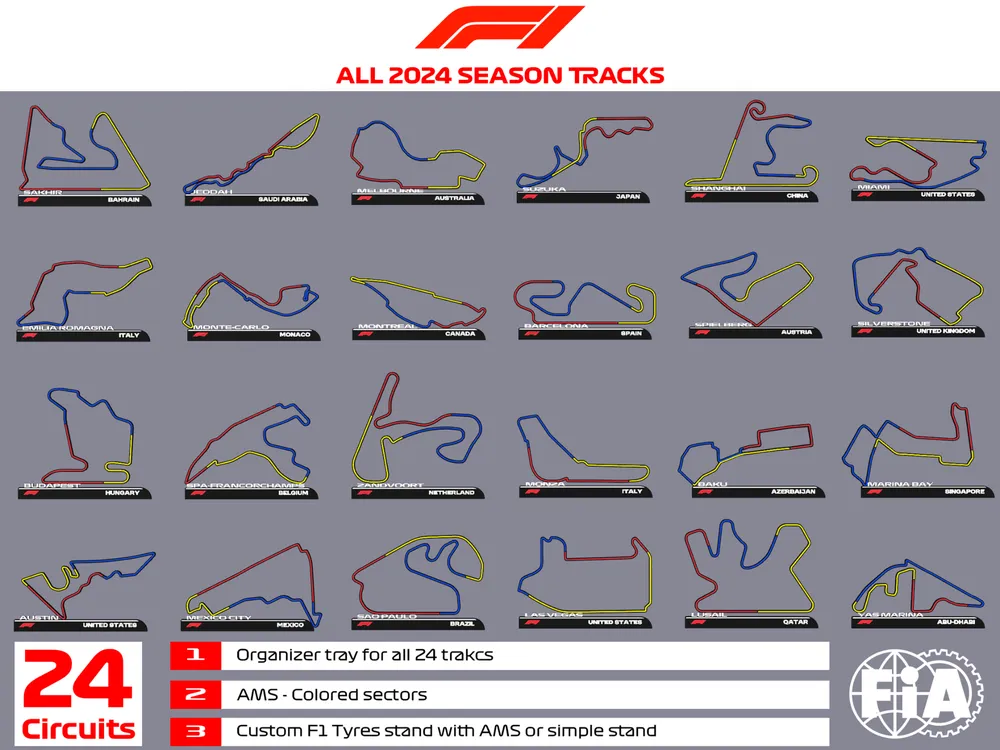 F1
ALL 2024 SEASON TRACKS
SAKHIR
BAHRAIN
JEDDAH
SAUDI ARABIA
MELBOURNE
AUSTRALIA
SUZUKA
JAPAN
SHANGHAI
CHINA
MIAMI
UNITED STATES
EMILIA ROMAGNA
ITALY
MONTE-CARLO
MONACO
MONTREAL
CANADA
BARCELONA
SPAIN
SPIELBERG
AUSTRIA
SILVERSTONE
UNITED KINGDOM
BUDAPEST
HUNGARY
SPA-FRANCORCHAMPS
BELGIUM
ZANDVOORT
NETHERLAND
MONZA
ITALY
BAKU
AZERBAIJAN
MARINA BAY
SINGAPORE
AUSTIN
UNITED STATES
MEXICO CITY
MEXICO
SAO PAULO
BRAZIL
LAS VEGAS
UNITED STATES
LUSAIL
QATAR
YAS MARINA
ABU-DHABI
24
Circuits
1 Organizer tray for all 24 trakcs
2 AMS - Colored sectors
3 Custom F1 Tyres stand with AMS or simple stand
FiA